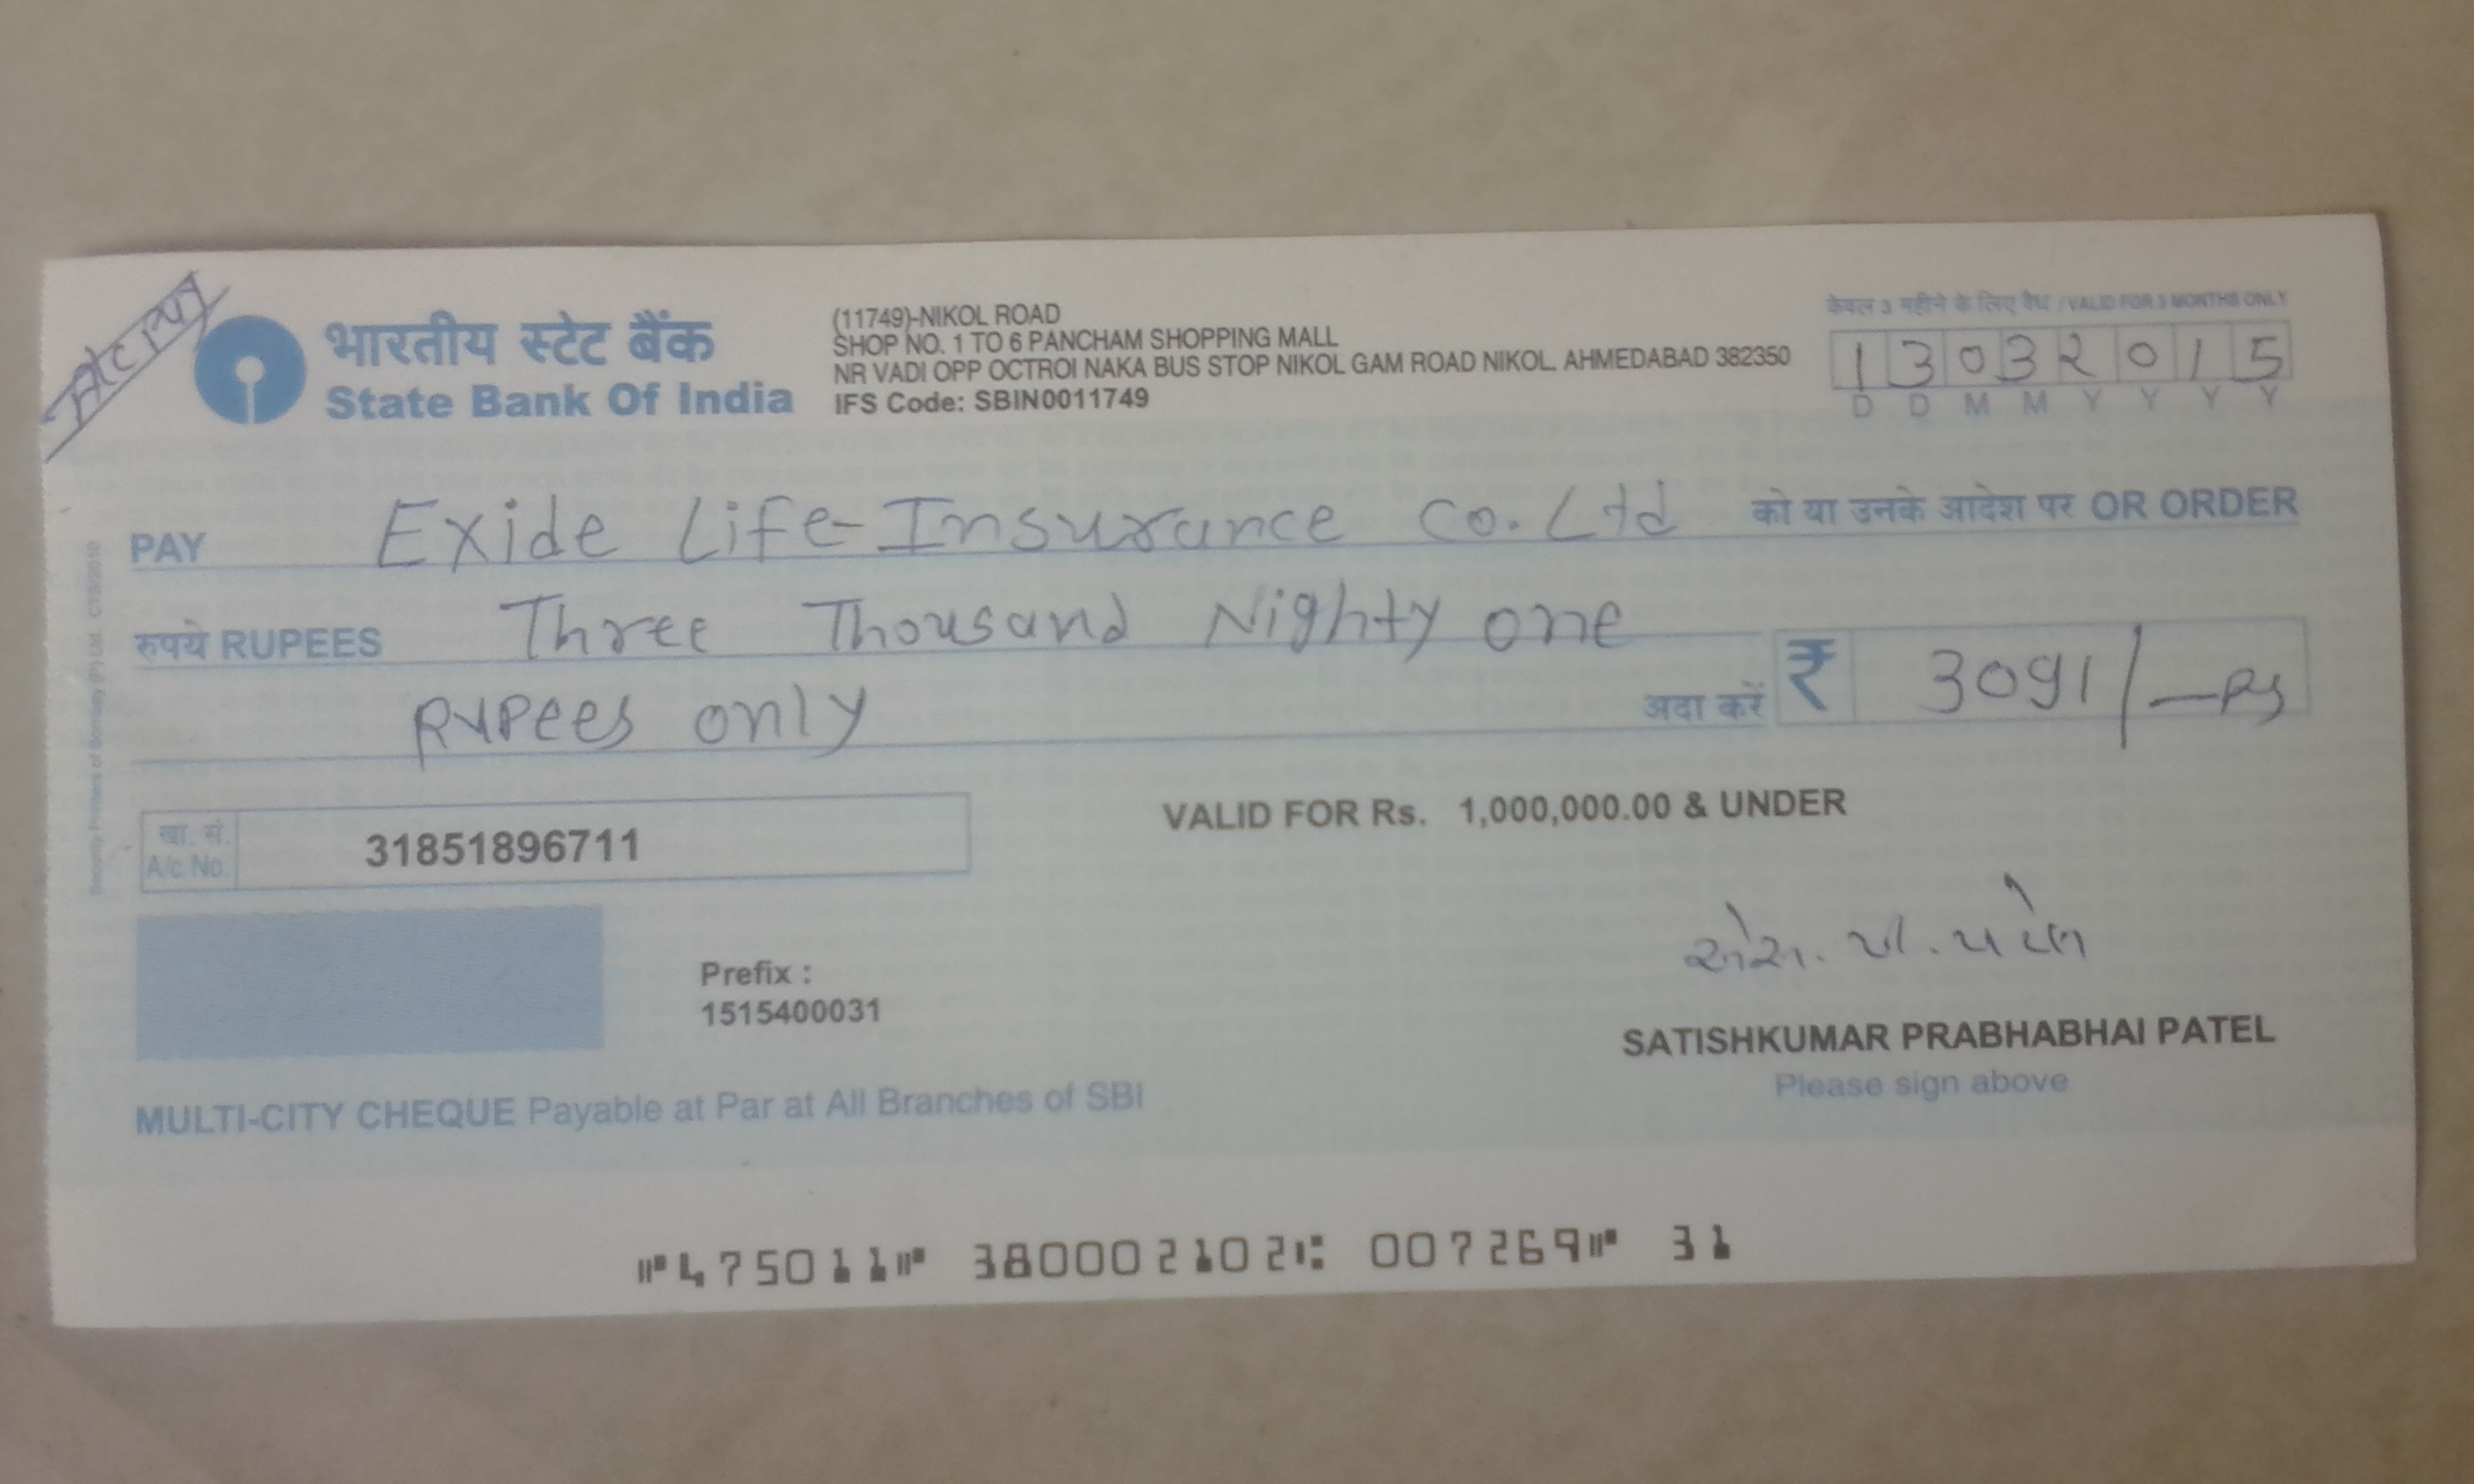 A/c Pay
भारतीय स्टेट बैंक
State Bank Of India
(11749)-NIKOL ROAD
SHOP NO. 1 TO 6 PANCHAM SHOPPING MALL
NR VADI OPP OCTROI NAKA BUS STOP NIKOL GAM ROAD NIKOL, AHMEDABAD 382350
IFS Code: SBIN0011749
केवल 3 महीने के लिए वैध / VALID FOR 3 MONTHS ONLY
1 3 0 3 2 0 1 5
D D M M Y Y Y Y
PAY Exide Life Insurance Co. Ltd को या उनके आदेश पर OR ORDER
रुपये RUPEES Three Thousand Nighty one
Rupees only अदा करें ₹ 3091/—Ps
खा. सं.
A/c No. 31851896711
VALID FOR Rs. 1,000,000.00 & UNDER
Prefix :
1515400031
એસ. પી. પટેલ
SATISHKUMAR PRABHABHAI PATEL
Please sign above
MULTI-CITY CHEQUE Payable at Par at All Branches of SBI
⑈475011⑈ 380002102⑆ 007269⑈ 31